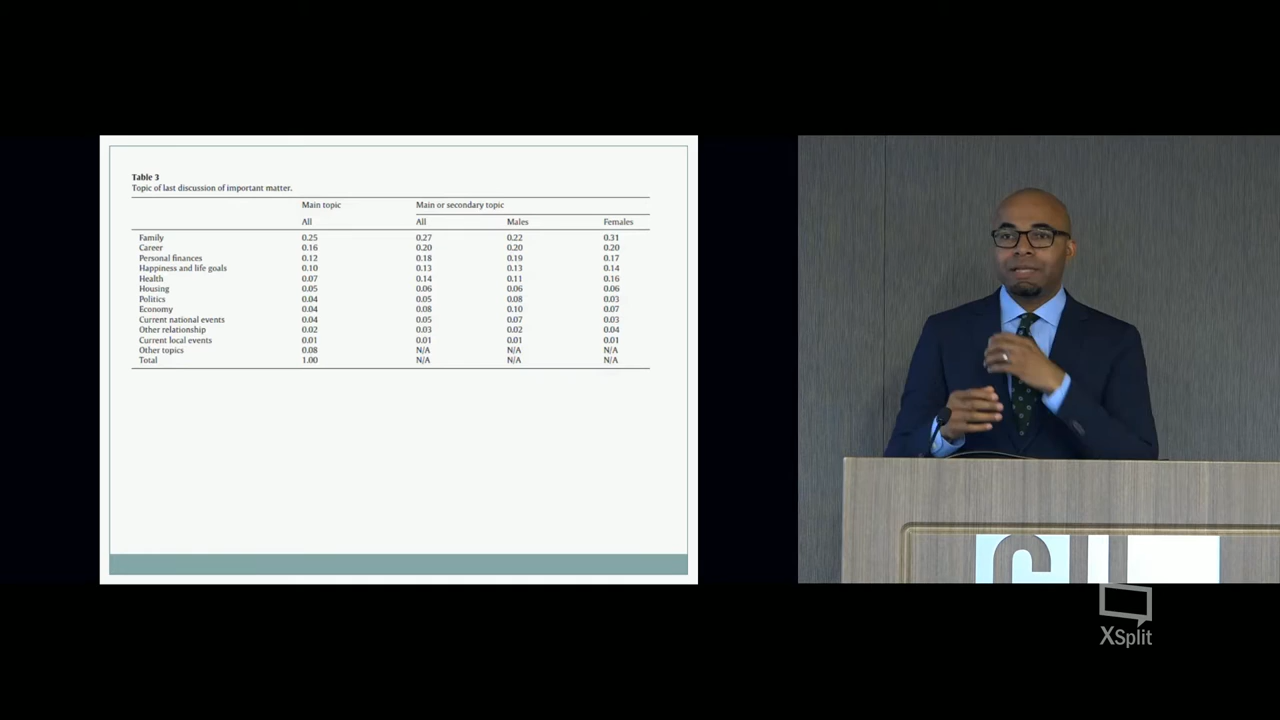 Table 3
Topic of last discussion of important matter.
Main topic Main or secondary topic
All All Males Females
Family 0.25 0.27 0.22 0.31
Career 0.16 0.20 0.20 0.20
Personal finances 0.12 0.18 0.19 0.17
Happiness and life goals 0.10 0.13 0.13 0.14
Health 0.07 0.14 0.11 0.16
Housing 0.05 0.06 0.06 0.06
Politics 0.04 0.05 0.08 0.03
Economy 0.04 0.08 0.10 0.07
Current national events 0.04 0.05 0.07 0.03
Other relationship 0.02 0.03 0.02 0.04
Current local events 0.01 0.01 0.01 0.01
Other topics 0.08 N/A N/A N/A
Total 1.00 N/A N/A N/A
XSplit